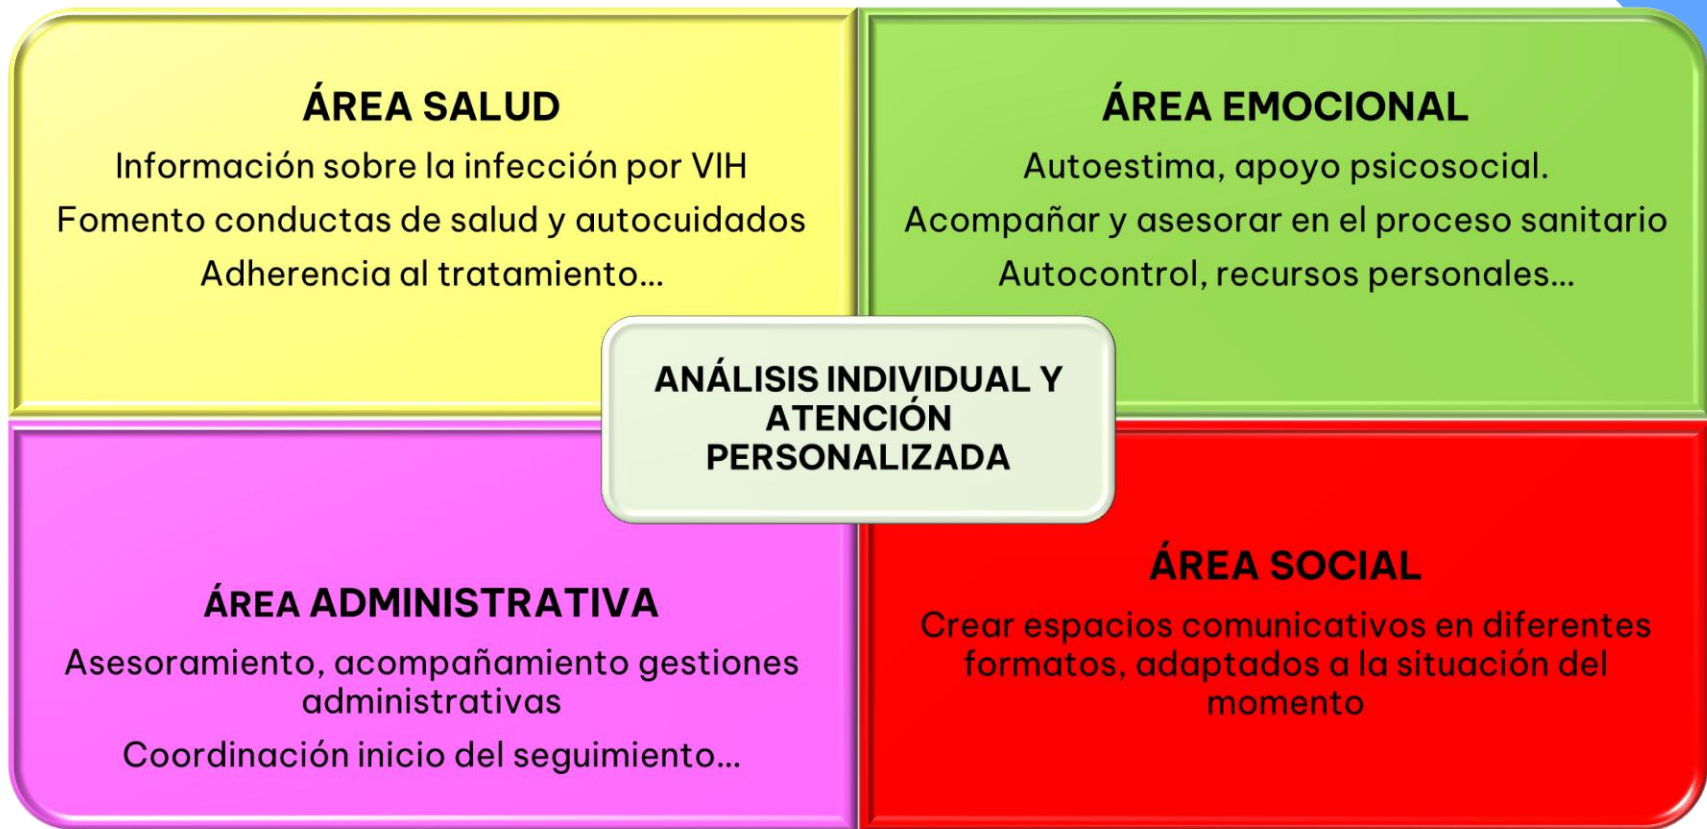 ÁREA SALUD
Información sobre la infección por VIH
Fomento conductas de salud y autocuidados
Adherencia al tratamiento...
ÁREA EMOCIONAL
Autoestima, apoyo psicosocial.
Acompañar y asesorar en el proceso sanitario
Autocontrol, recursos personales...
ANÁLISIS INDIVIDUAL Y
ATENCIÓN
PERSONALIZADA
ÁREA ADMINISTRATIVA
Asesoramiento, acompañamiento gestiones
administrativas
Coordinación inicio del seguimiento...
ÁREA SOCIAL
Crear espacios comunicativos en diferentes
formatos, adaptados a la situación del
momento